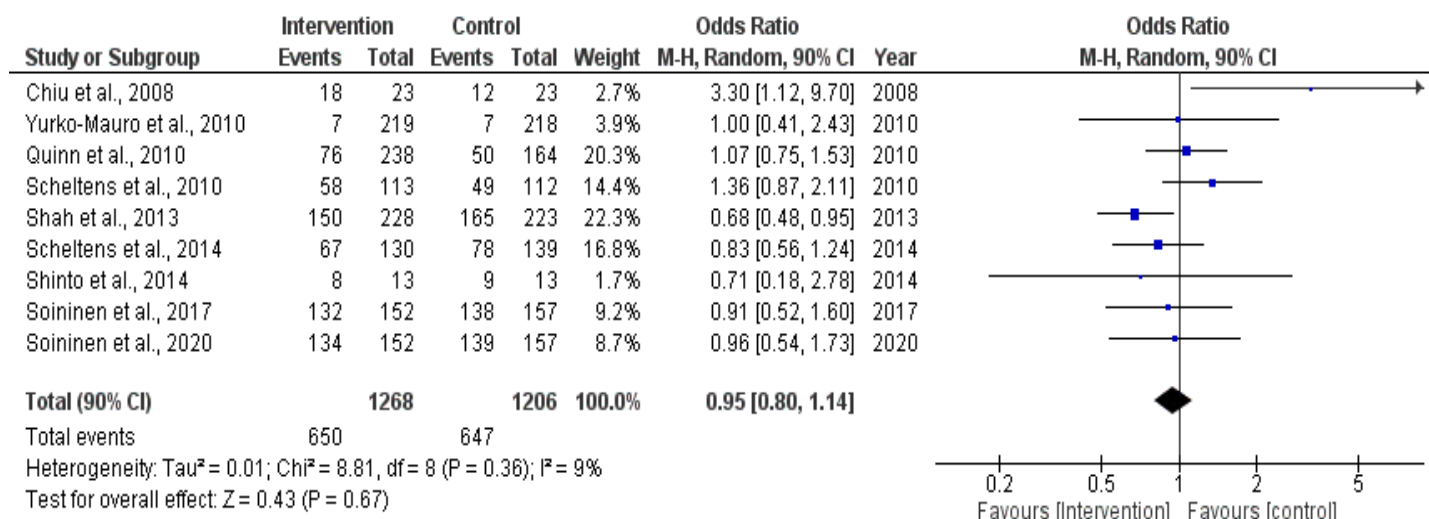 Intervention Control Odds Ratio Odds Ratio
Study or Subgroup Events Total Events Total Weight M-H, Random, 90% CI Year M-H, Random, 90% CI
Chiu et al., 2008 18 23 12 23 2.7% 3.30 [1.12, 9.70] 2008
Yurko-Mauro et al., 2010 7 219 7 218 3.9% 1.00 [0.41, 2.43] 2010
Quinn et al., 2010 76 238 50 164 20.3% 1.07 [0.75, 1.53] 2010
Scheltens et al., 2010 58 113 49 112 14.4% 1.36 [0.87, 2.11] 2010
Shah et al., 2013 150 228 165 223 22.3% 0.68 [0.48, 0.95] 2013
Scheltens et al., 2014 67 130 78 139 16.8% 0.83 [0.56, 1.24] 2014
Shinto et al., 2014 8 13 9 13 1.7% 0.71 [0.18, 2.78] 2014
Soininen et al., 2017 132 152 138 157 9.2% 0.91 [0.52, 1.60] 2017
Soininen et al., 2020 134 152 139 157 8.7% 0.96 [0.54, 1.73] 2020
Total (90% CI) 1268 1206 100.0% 0.95 [0.80, 1.14]
Total events 650 647
Heterogeneity: Tau² = 0.01; Chi² = 8.81, df = 8 (P = 0.36); I² = 9%
Test for overall effect: Z = 0.43 (P = 0.67)
0.2 0.5 1 2 5
Favours [Intervention] Favours [control]